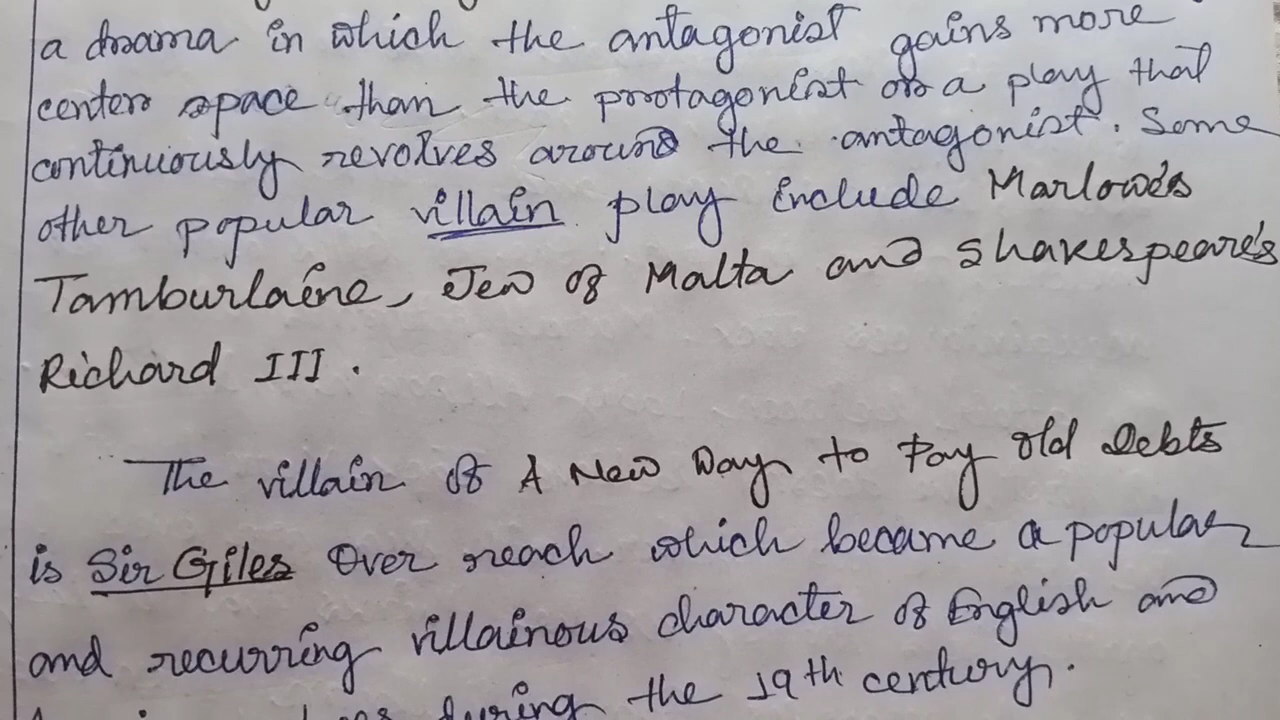 a drama in which the antagonist gains more
center space than the protagonist or a play that
continuously revolves around the antagonist. Some
other popular villain play include Marlowe's
Tamburlaine, Jew of Malta and Shakespeare's
Richard III.
The villain of A New Day to Pay Old Debts
is Sir Giles Over reach which became a popular
and recurring villainous character of English and
during the 19th century.